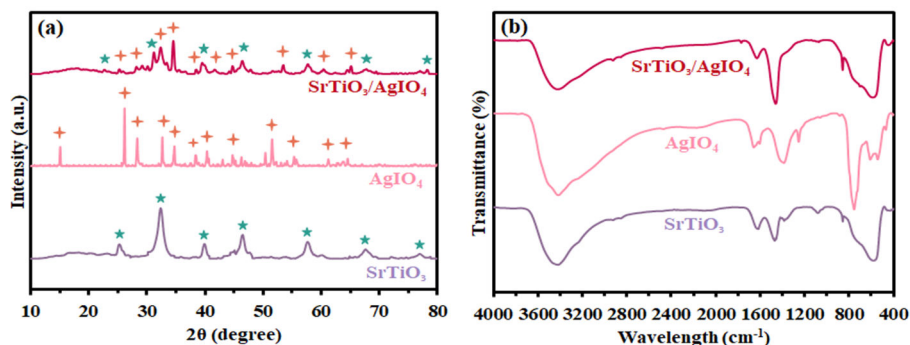 (a)
Intensity (a.u.)
SrTiO₃/AgIO₄
AgIO₄
SrTiO₃
10 20 30 40 50 60 70 80
2θ (degree)
(b)
Transmittance (%)
SrTiO₃/AgIO₄
AgIO₄
SrTiO₃
4000 3600 3200 2800 2400 2000 1600 1200 800 400
Wavelength (cm⁻¹)